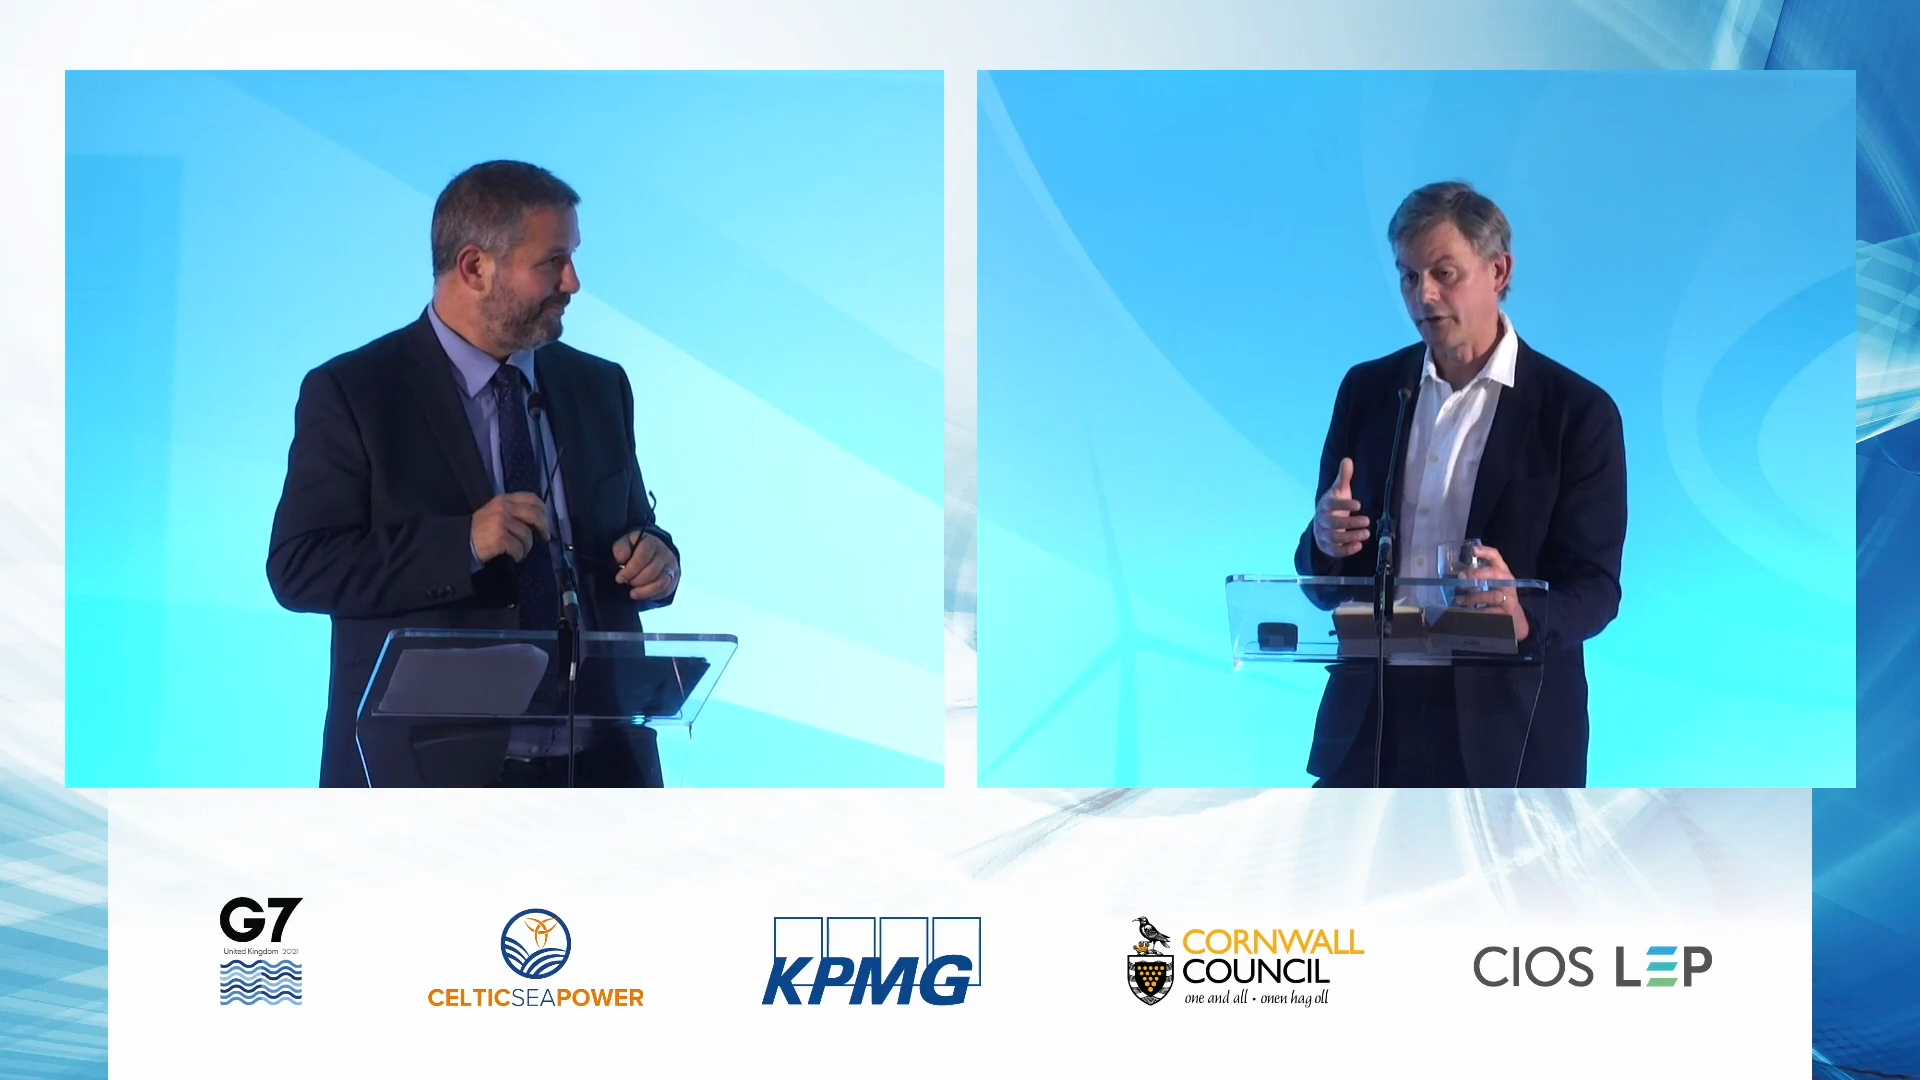 G7
United Kingdom 2021
CELTICSEAPOWER
KPMG
CORNWALL
COUNCIL
one and all • onen hag oll
CIOS LEP